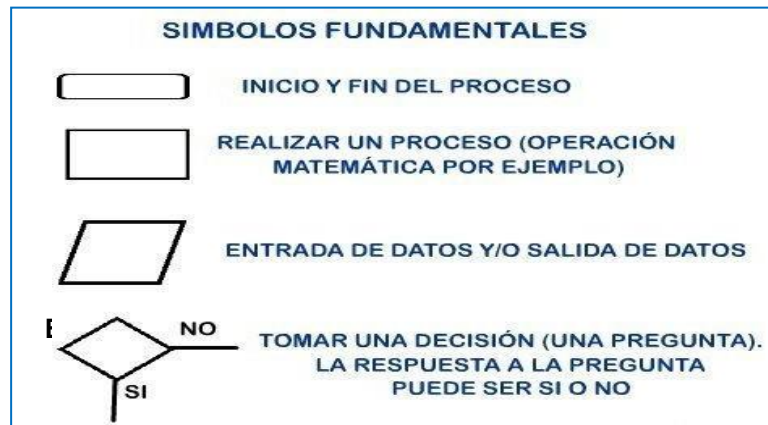 SIMBOLOS FUNDAMENTALES
INICIO Y FIN DEL PROCESO
REALIZAR UN PROCESO (OPERACIÓN
MATEMÁTICA POR EJEMPLO)
ENTRADA DE DATOS Y/O SALIDA DE DATOS
NO
TOMAR UNA DECISIÓN (UNA PREGUNTA).
LA RESPUESTA A LA PREGUNTA
SI
PUEDE SER SI O NO